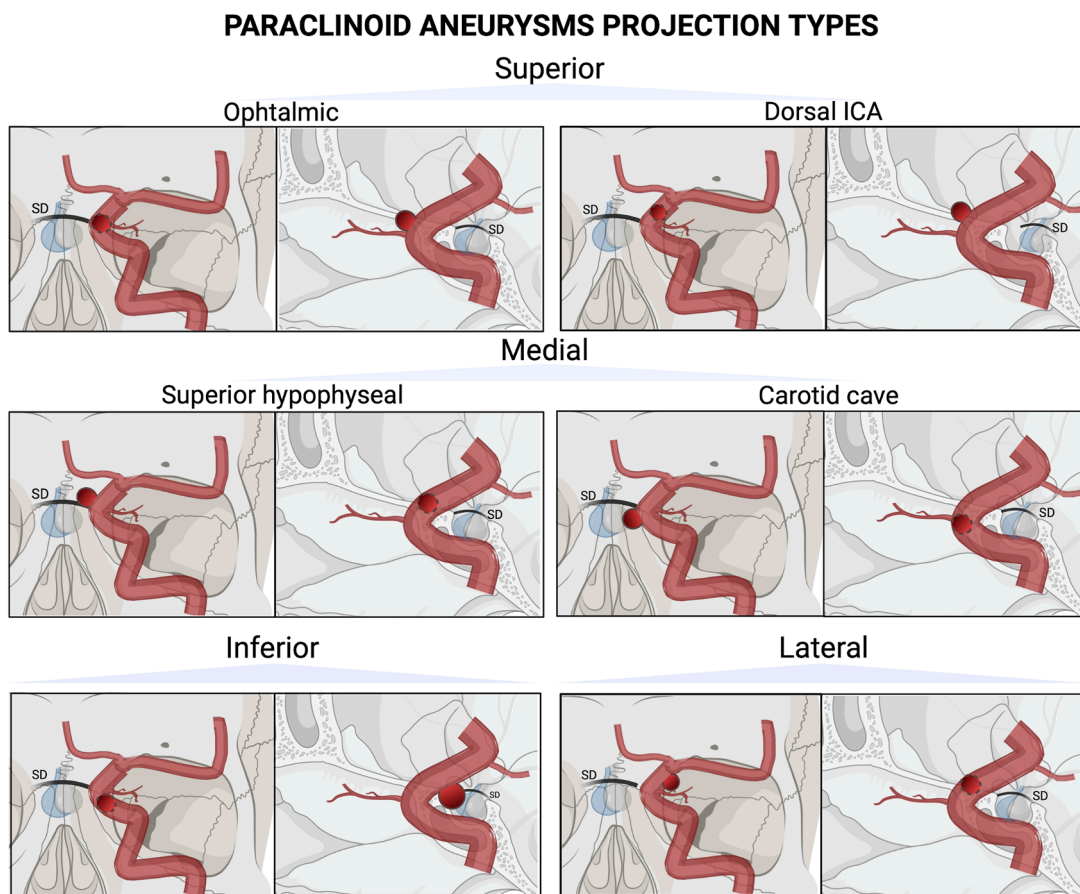 PARACLINOID ANEURYSMS PROJECTION TYPES
Superior
Ophtalmic
Dorsal ICA
SD
SD
SD
SD
Medial
Superior hypophyseal
Carotid cave
SD
SD
SD
SD
Inferior
Lateral
SD
SD
SD
SD